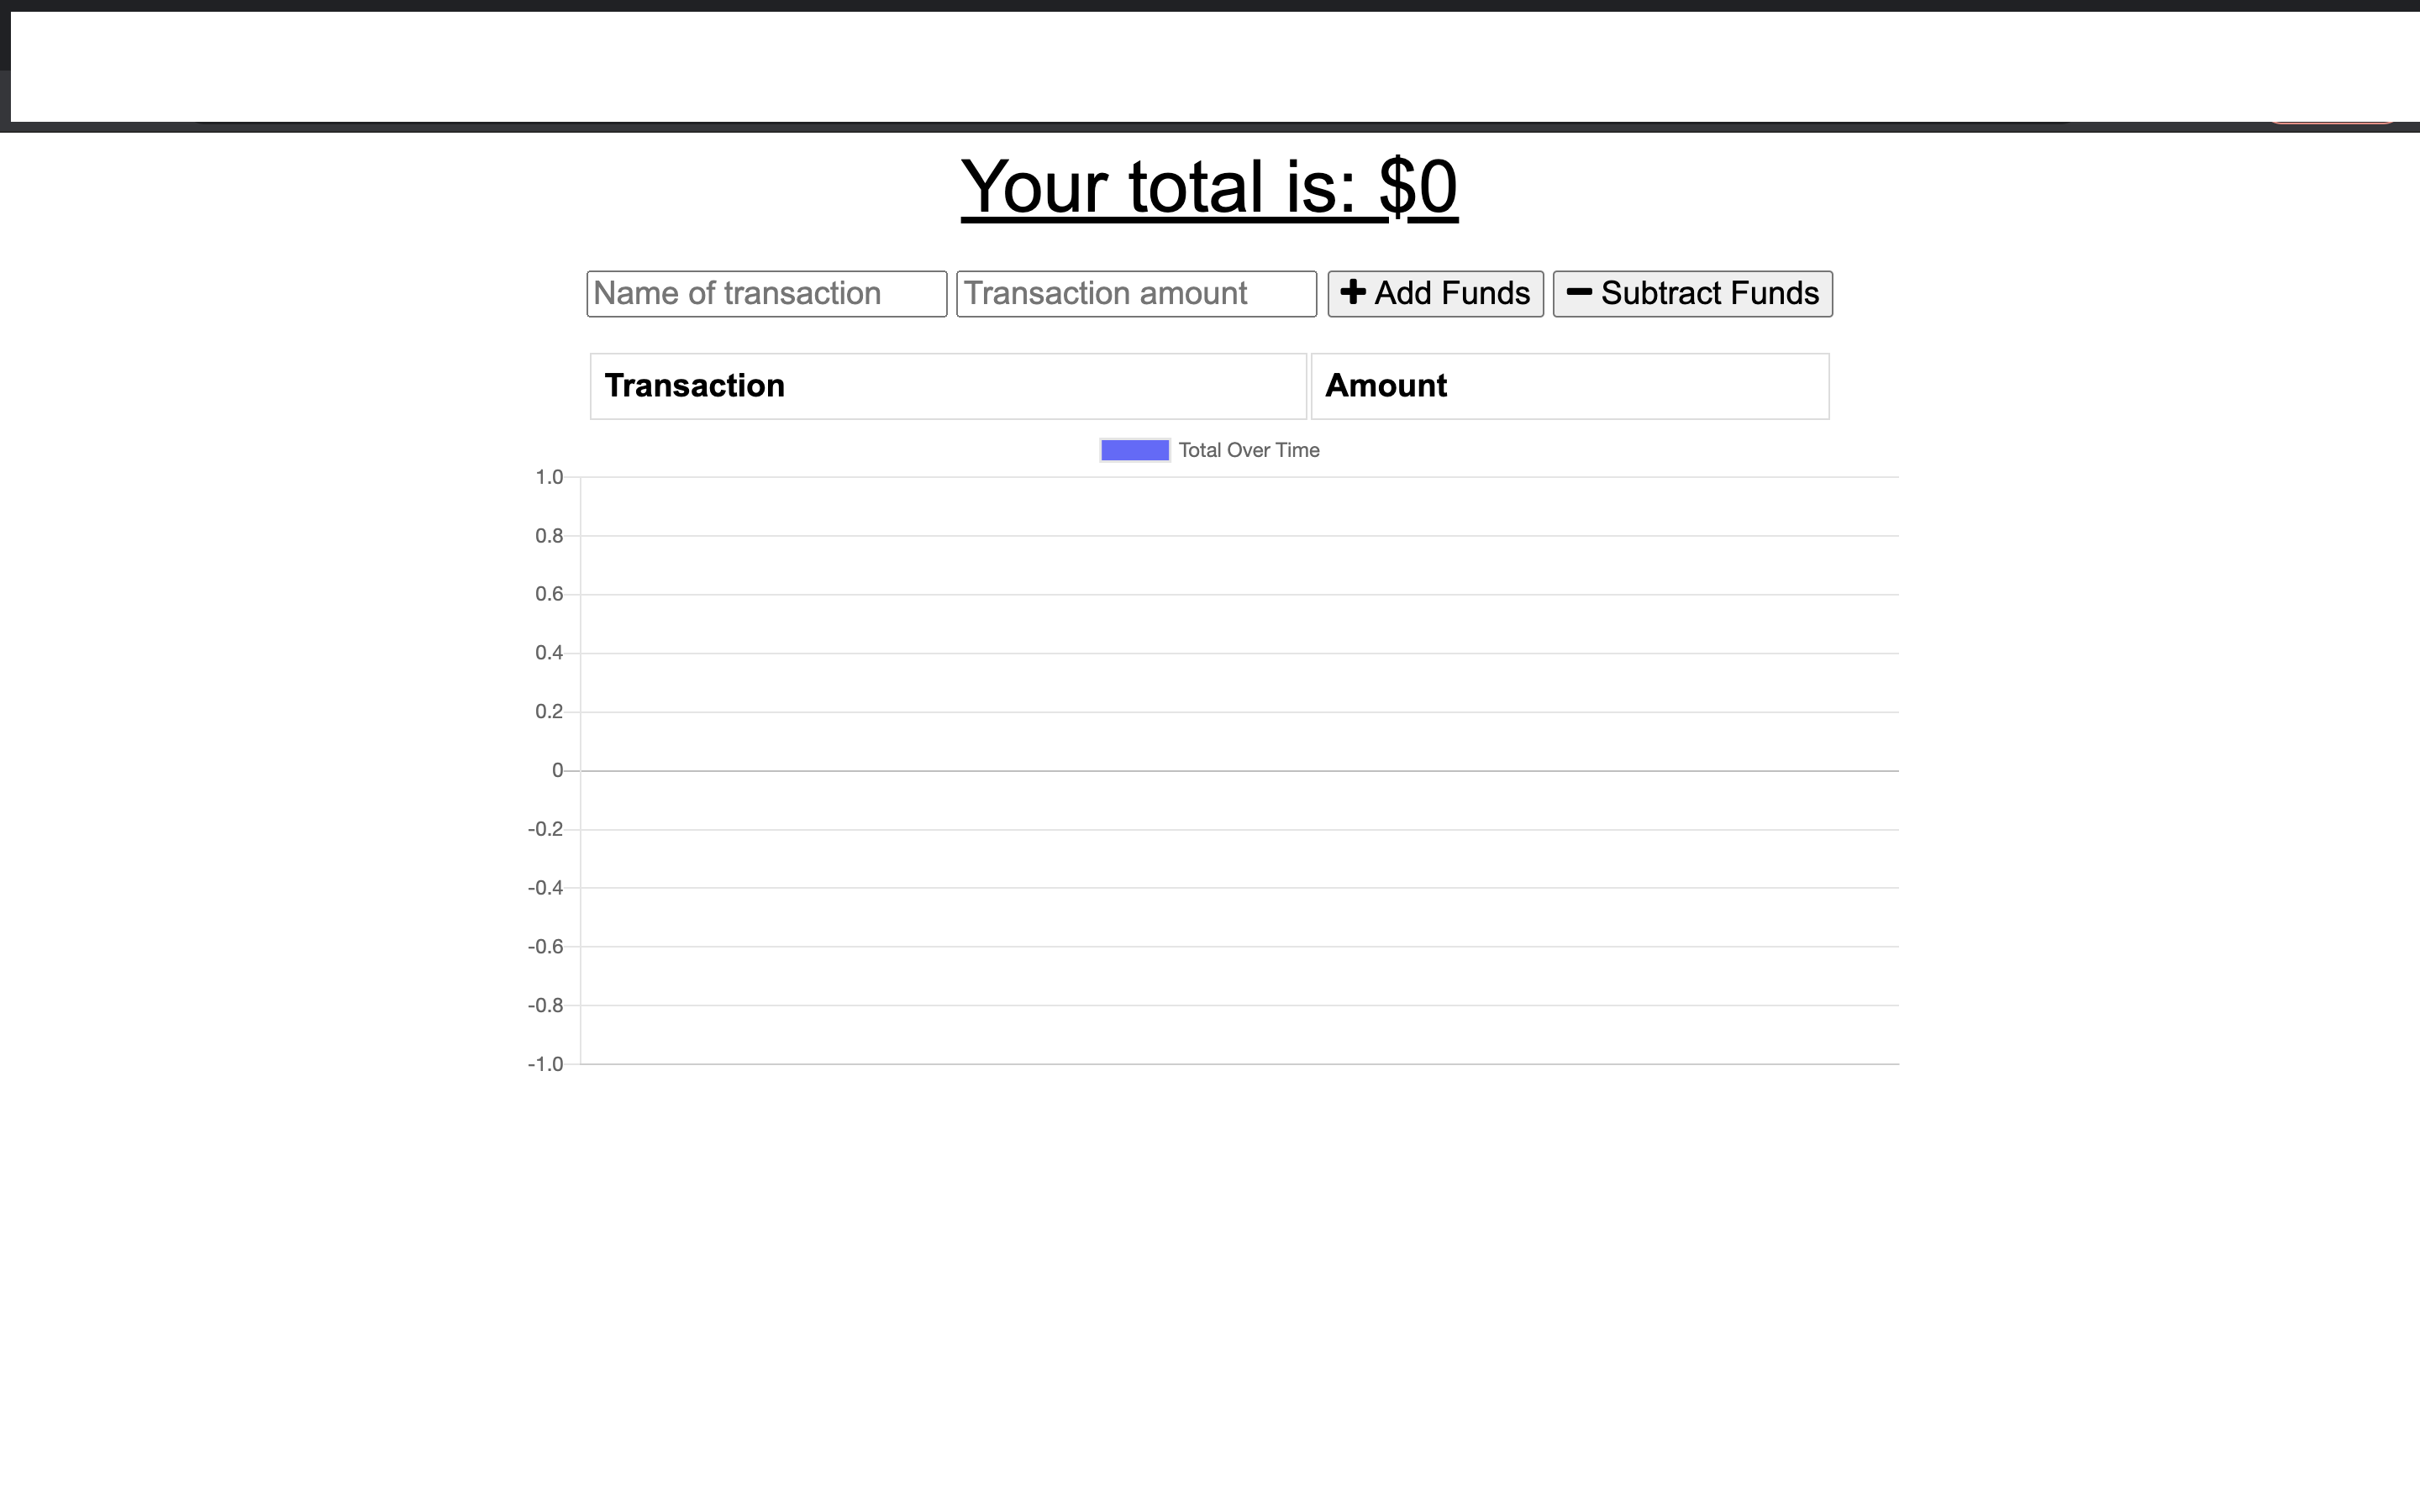 Your total is: $0
Name of transaction Transaction amount Add Funds Subtract Funds
Transaction Amount
Total Over Time
1.0
0.8
0.6
0.4
0.2
0
-0.2
-0.4
-0.6
-0.8
-1.0